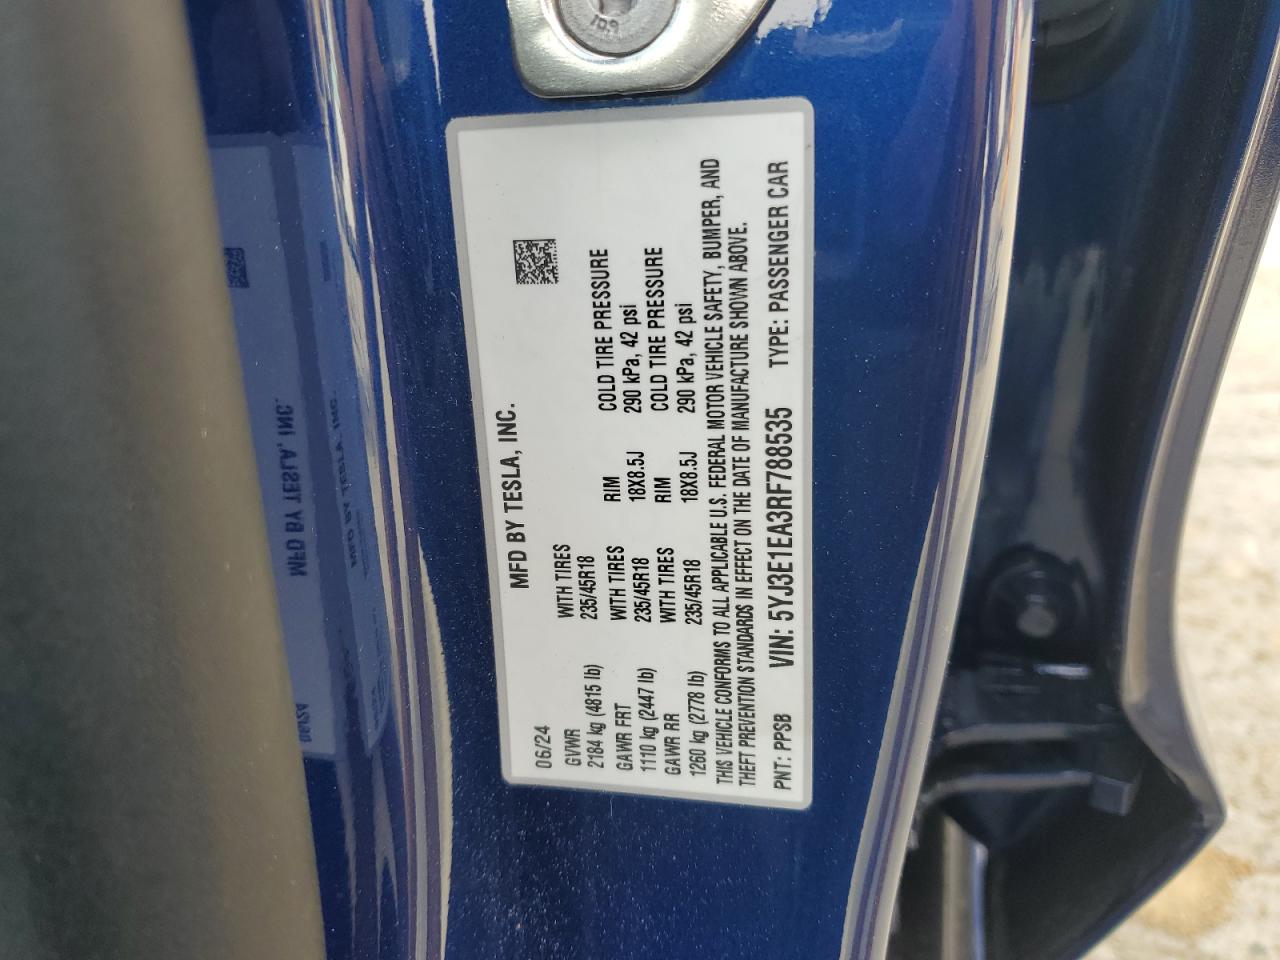 MFD BY TESLA, INC.
06/24
GVWR WITH TIRES
2184 kg (4815 lb) 235/45R18
GAWR FRT WITH TIRES RIM COLD TIRE PRESSURE
1110 kg (2447 lb) 235/45R18 18X8.5J 290 kPa, 42 psi
GAWR RR WITH TIRES RIM COLD TIRE PRESSURE
1260 kg (2778 lb) 235/45R18 18X8.5J 290 kPa, 42 psi
THIS VEHICLE CONFORMS TO ALL APPLICABLE U.S. FEDERAL MOTOR VEHICLE SAFETY, BUMPER, AND
THEFT PREVENTION STANDARDS IN EFFECT ON THE DATE OF MANUFACTURE SHOWN ABOVE.
PNT: PPSB VIN: 5YJ3E1EA3RF788535 TYPE: PASSENGER CAR